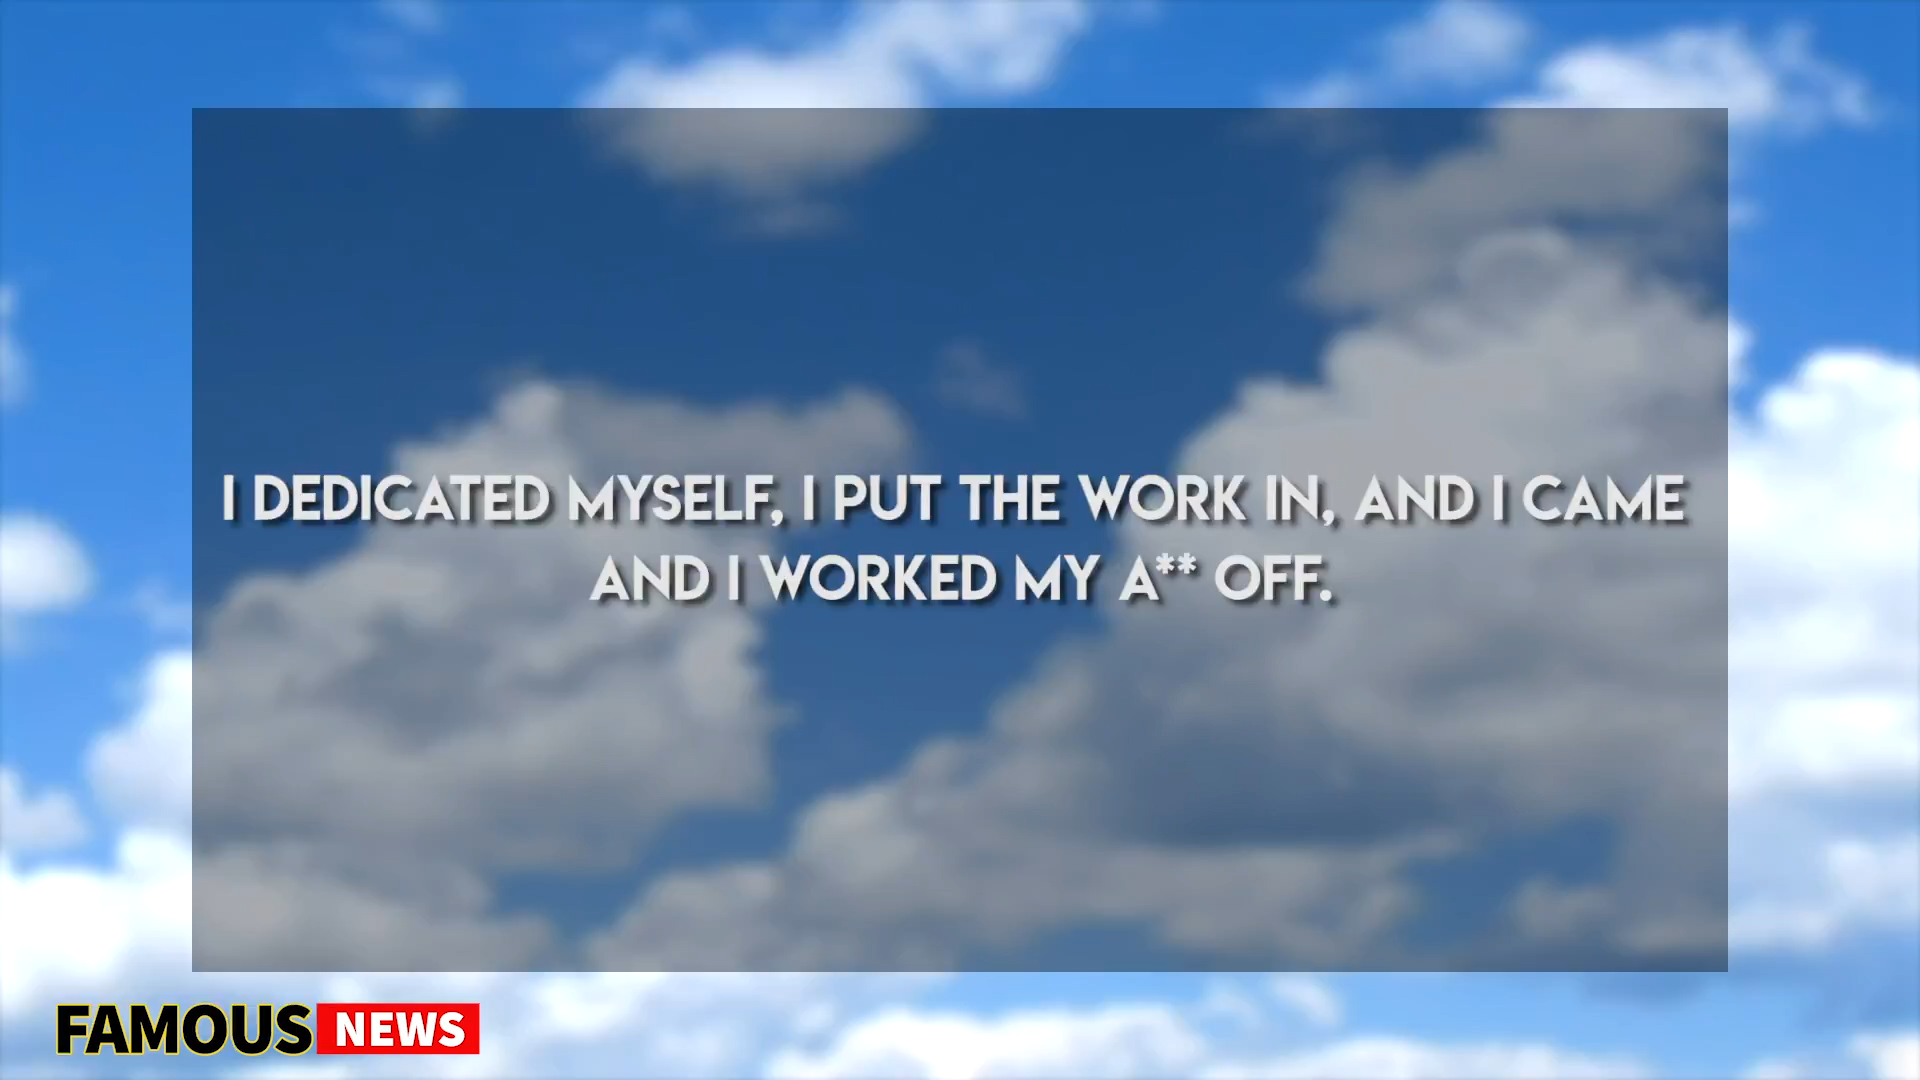 I DEDICATED MYSELF, I PUT THE WORK IN, AND I CAME
AND I WORKED MY A** OFF.
FAMOUS NEWS